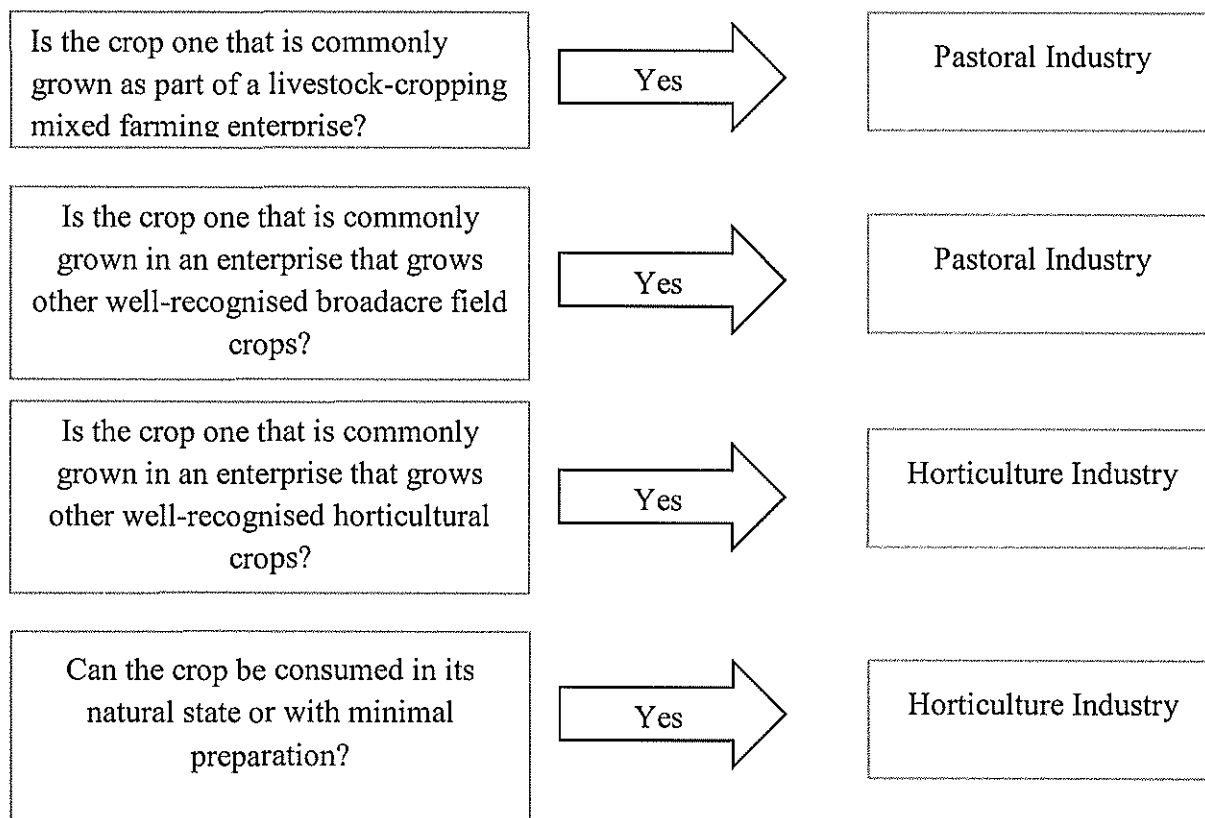 Is the crop one that is commonly
grown as part of a livestock-cropping
mixed farming enterprise?
Yes
Pastoral Industry
Is the crop one that is commonly
grown in an enterprise that grows
other well-recognised broadacre field
crops?
Yes
Pastoral Industry
Is the crop one that is commonly
grown in an enterprise that grows
other well-recognised horticultural
crops?
Yes
Horticulture Industry
Can the crop be consumed in its
natural state or with minimal
preparation?
Yes
Horticulture Industry